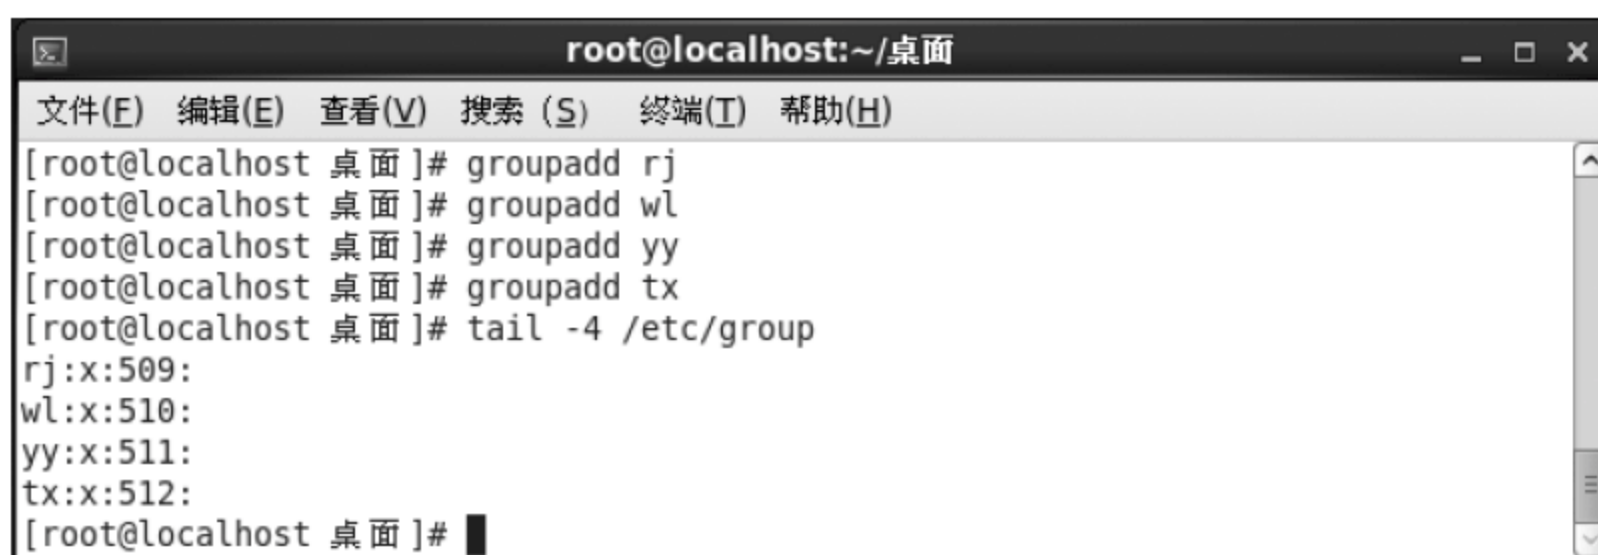 root@localhost:~/桌面
文件(F) 编辑(E) 查看(V) 搜索 (S) 终端(T) 帮助(H)
[root@localhost 桌面]# groupadd rj
[root@localhost 桌面]# groupadd wl
[root@localhost 桌面]# groupadd yy
[root@localhost 桌面]# groupadd tx
[root@localhost 桌面]# tail -4 /etc/group
rj:x:509:
wl:x:510:
yy:x:511:
tx:x:512:
[root@localhost 桌面]#